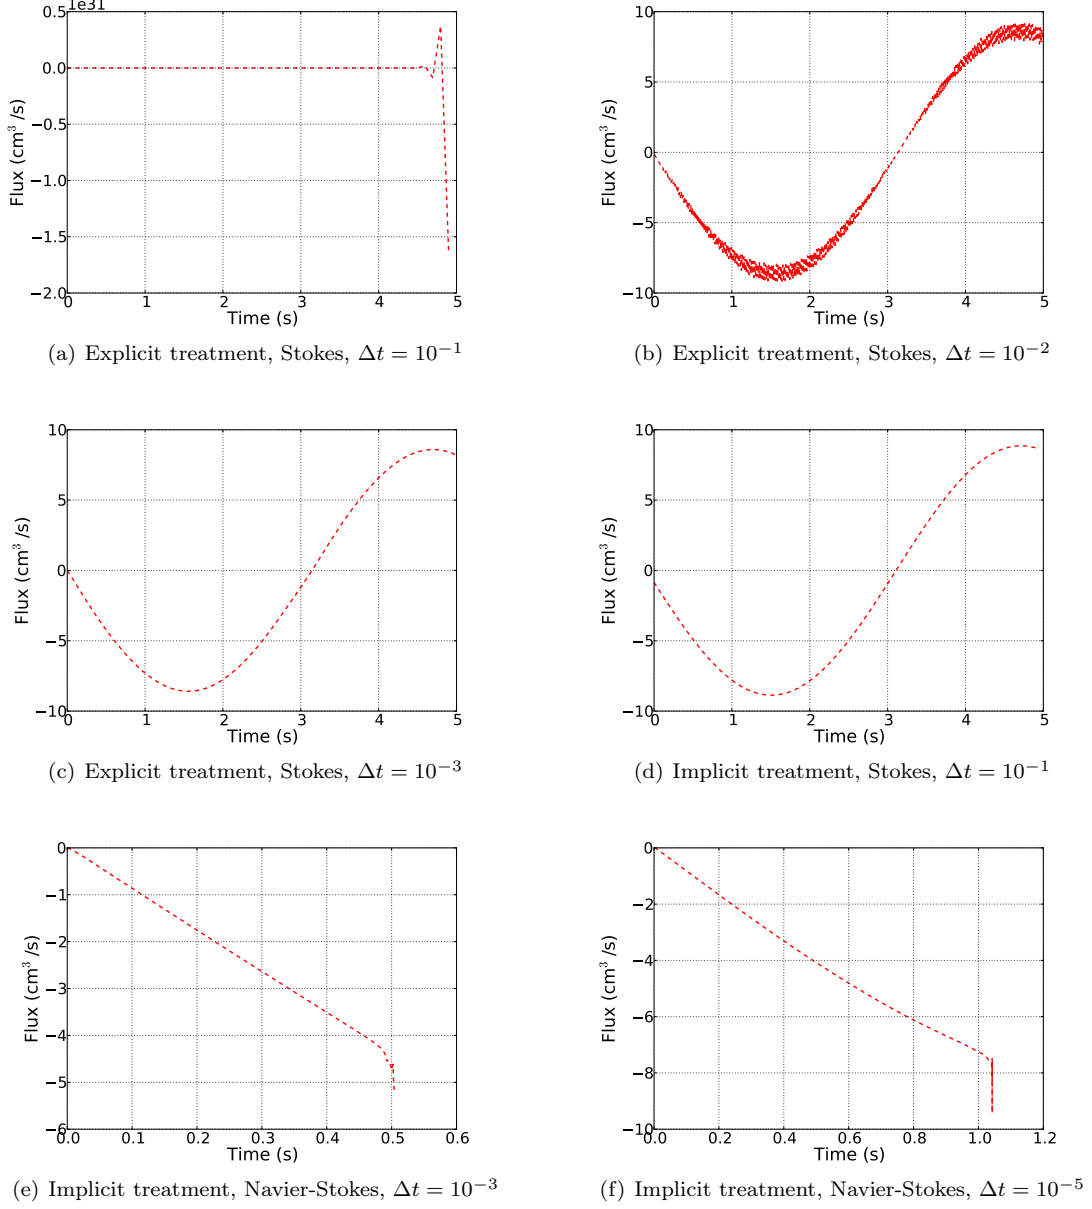 1e31
0.5
0.0
−0.5
−1.0
−1.5
−2.0
Flux (cm³ /s)
0 1 2 3 4 5
Time (s)
(a) Explicit treatment, Stokes, Δt = 10⁻¹
10
5
0
−5
−10
Flux (cm³ /s)
0 1 2 3 4 5
Time (s)
(b) Explicit treatment, Stokes, Δt = 10⁻²
10
5
0
−5
−10
Flux (cm³ /s)
0 1 2 3 4 5
Time (s)
(c) Explicit treatment, Stokes, Δt = 10⁻³
10
5
0
−5
−10
Flux (cm³ /s)
0 1 2 3 4 5
Time (s)
(d) Implicit treatment, Stokes, Δt = 10⁻¹
0
−1
−2
−3
−4
−5
−6
Flux (cm³ /s)
0.0 0.1 0.2 0.3 0.4 0.5 0.6
Time (s)
(e) Implicit treatment, Navier-Stokes, Δt = 10⁻³
0
−2
−4
−6
−8
−10
Flux (cm³ /s)
0.0 0.2 0.4 0.6 0.8 1.0 1.2
Time (s)
(f) Implicit treatment, Navier-Stokes, Δt = 10⁻⁵